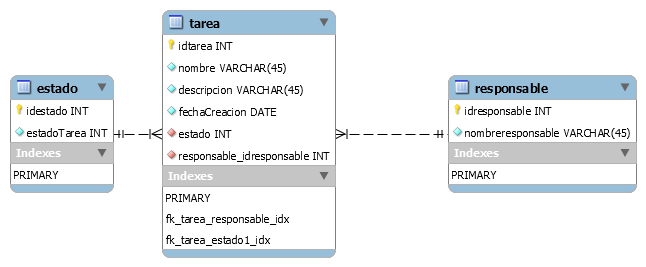 estado
idestado INT
estadoTarea INT
Indexes
PRIMARY
tarea
idtarea INT
nombre VARCHAR(45)
descripcion VARCHAR(45)
fechaCreacion DATE
estado INT
responsable_idresponsable INT
Indexes
PRIMARY
fk_tarea_responsable_idx
fk_tarea_estado1_idx
responsable
idresponsable INT
nombreresponsable VARCHAR(45)
Indexes
PRIMARY